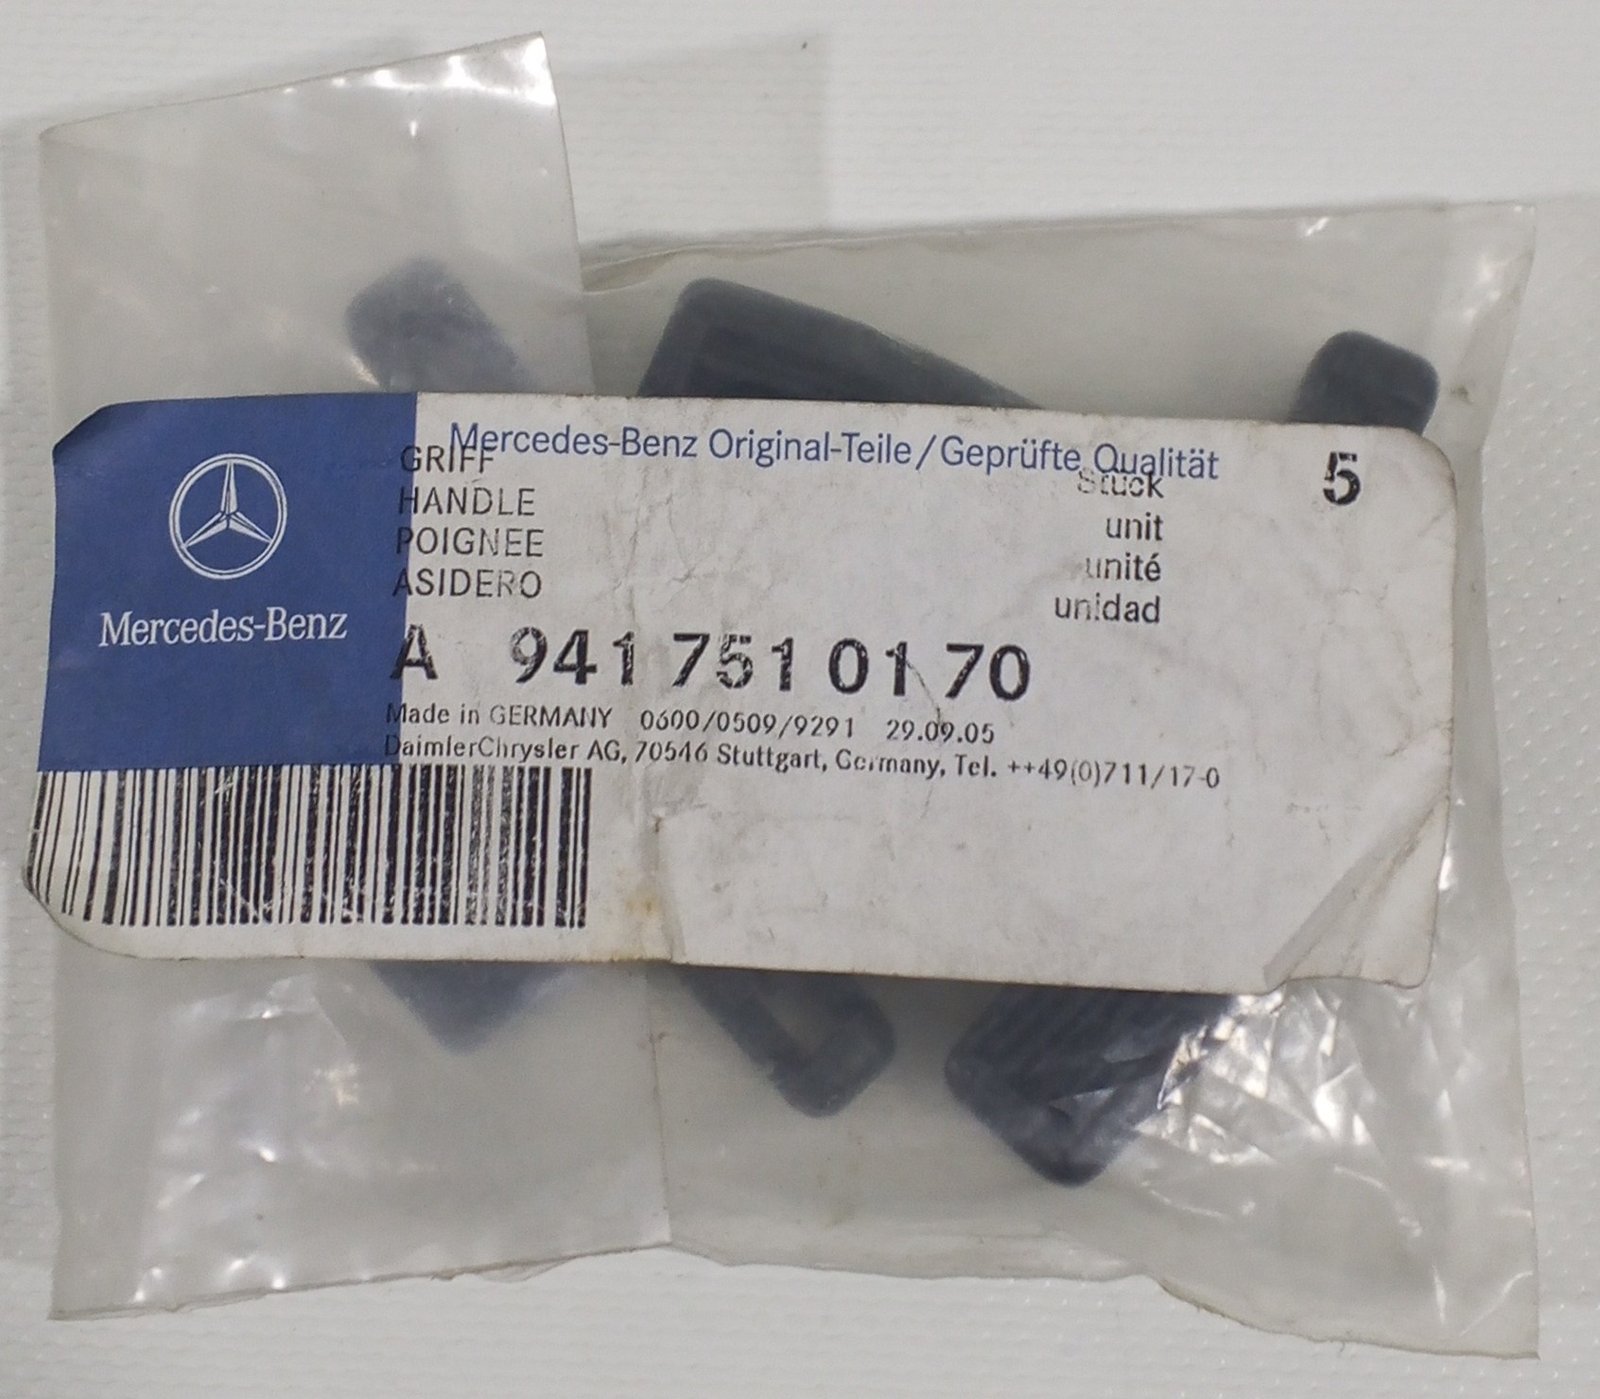 Mercedes-Benz Original-Teile/Geprüfte Qualität
GRIFF
HANDLE
POIGNEE
ASIDERO
Stück
unit
unité
unidad
5
Mercedes-Benz
A 941 751 01 70
Made in GERMANY 0600/0509/9291 29.09.05
DaimlerChrysler AG, 70546 Stuttgart, Germany, Tel. ++49(0)711/17-0